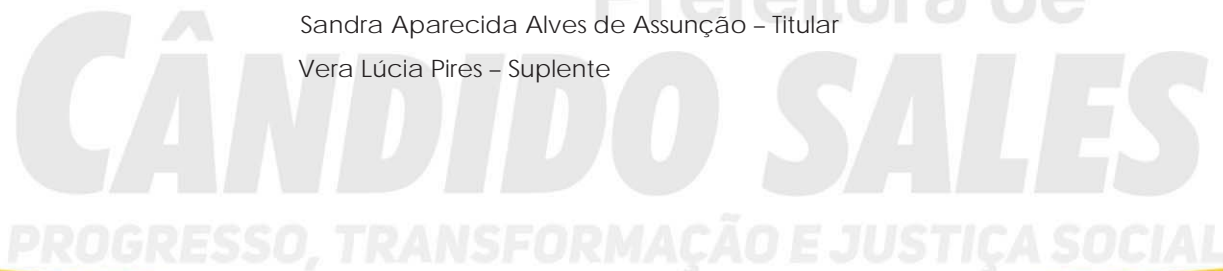 Prefeitura de
Sandra Aparecida Alves de Assunção – Titular
Vera Lúcia Pires – Suplente
CÂNDIDO SALES
PROGRESSO, TRANSFORMAÇÃO E JUSTIÇA SOCIAL